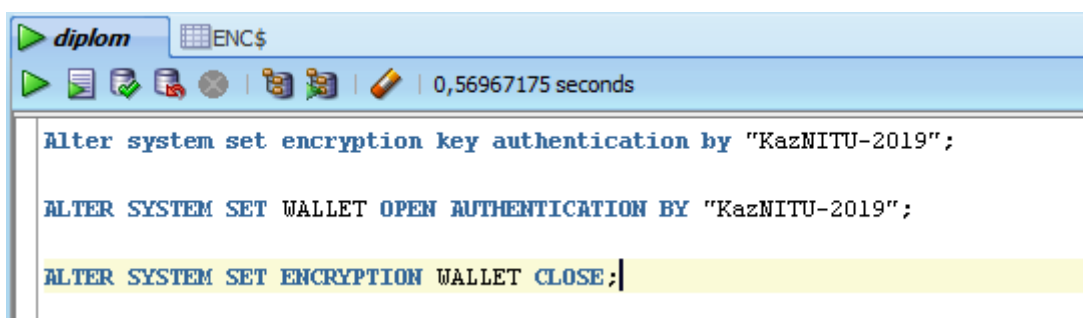 diplom ENC$
0,56967175 seconds
Alter system set encryption key authentication by "KazNITU-2019";
ALTER SYSTEM SET WALLET OPEN AUTHENTICATION BY "KazNITU-2019";
ALTER SYSTEM SET ENCRYPTION WALLET CLOSE;